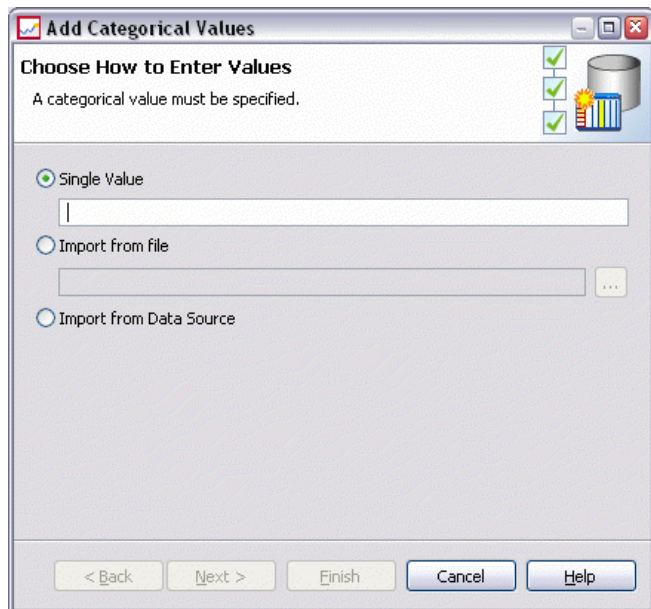 Add Categorical Values
Choose How to Enter Values
A categorical value must be specified.
Single Value
Import from file
...
Import from Data Source
< Back Next > Finish Cancel Help